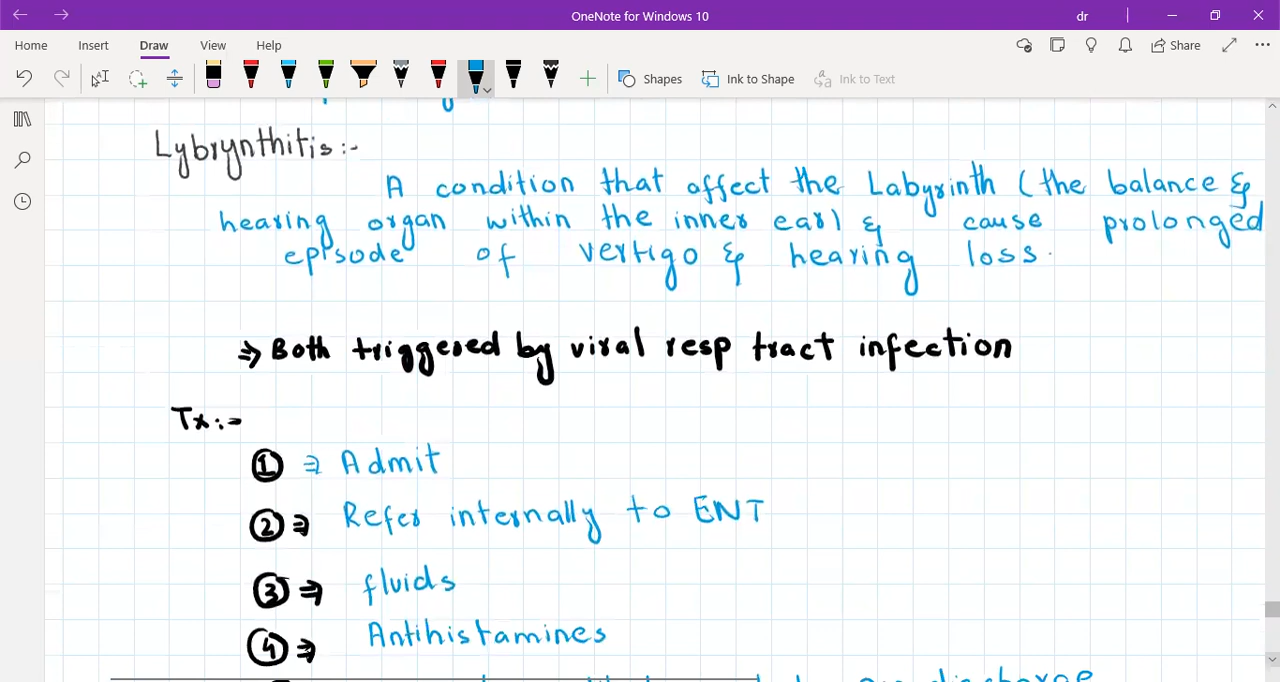 OneNote for Windows 10
dr
Home Insert Draw View Help
Share
Shapes
Ink to Shape
Ink to Text
Lybrynthitis:-
A condition that affect the Labyrinth (the balance &
hearing organ within the inner ear) & cause prolonged
episode of vertigo & hearing loss.
⇒ Both triggered by viral resp tract infection
Tx:-
① ⇒ Admit
② ⇒ Refer internally to ENT
③ ⇒ fluids
④ ⇒ Antihistamines
on discharge